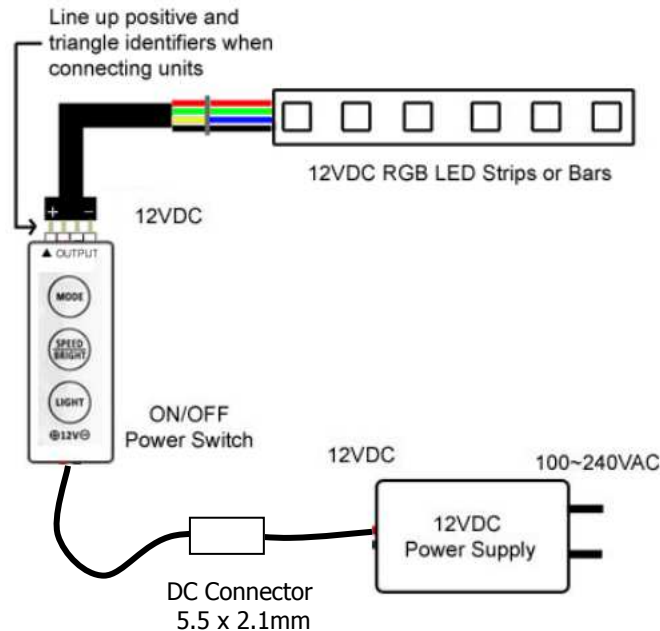 Line up positive and
triangle identifiers when
connecting units
12VDC RGB LED Strips or Bars
+ −
12VDC
▲ OUTPUT
MODE
SPEED
BRIGHT
LIGHT
⊕12V⊖
ON/OFF
Power Switch
12VDC
100~240VAC
12VDC
Power Supply
DC Connector
5.5 x 2.1mm